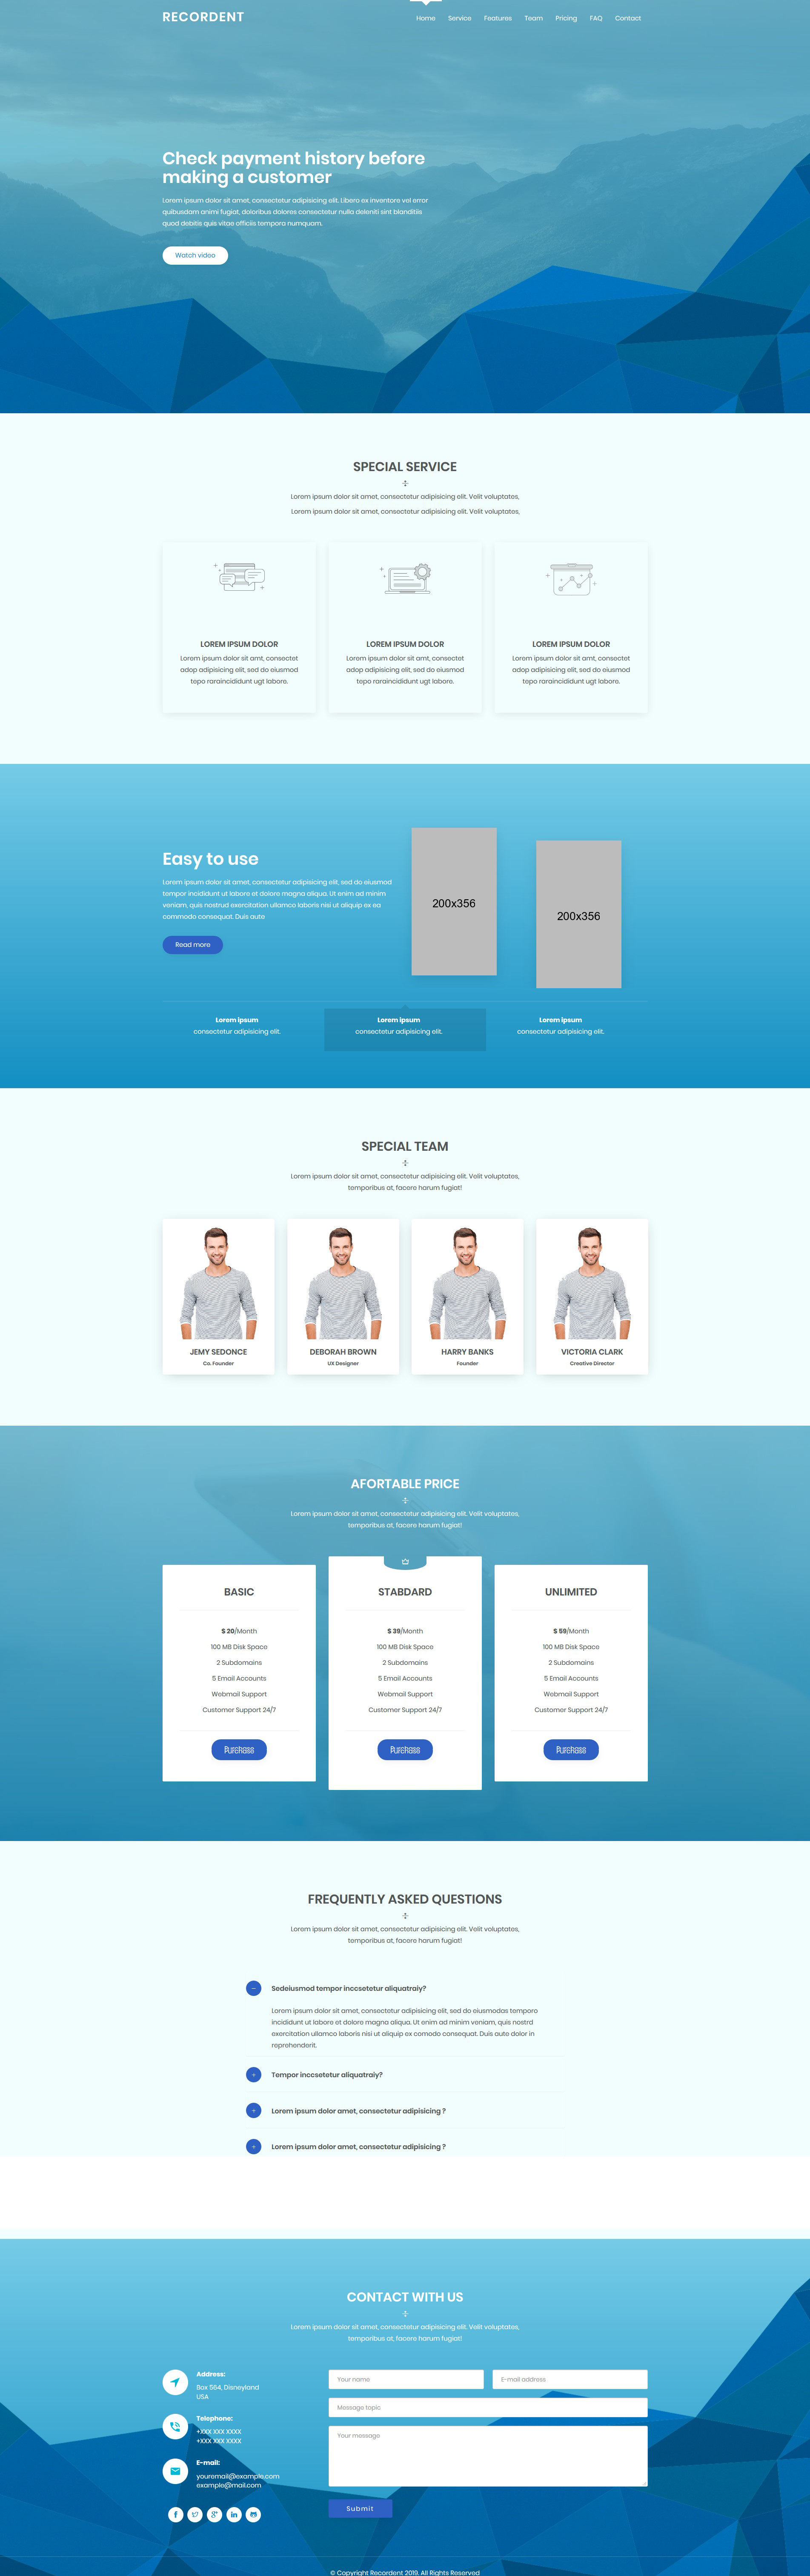 RECORDENT
Home Service Features Team Pricing FAQ Contact
Check payment history before
making a customer
Lorem ipsum dolor sit amet, consectetur adipisicing elit. Libero ex inventore vel error
quibusdam animi fugiat, doloribus dolores consectetur nulla deleniti sint blanditiis
quod debitis quis vitae officiis tempora numquam.
Watch video
SPECIAL SERVICE
Lorem ipsum dolor sit amet, consectetur adipisicing elit. Velit voluptates,
Lorem ipsum dolor sit amet, consectetur adipisicing elit. Velit voluptates,
LOREM IPSUM DOLOR
Lorem ipsum dolor sit amt, consectet
adop adipisicing elit, sed do eiusmod
tepo raraincididunt ugt labore.
LOREM IPSUM DOLOR
Lorem ipsum dolor sit amt, consectet
adop adipisicing elit, sed do eiusmod
tepo raraincididunt ugt labore.
LOREM IPSUM DOLOR
Lorem ipsum dolor sit amt, consectet
adop adipisicing elit, sed do eiusmod
tepo raraincididunt ugt labore.
Easy to use
Lorem ipsum dolor sit amet, consectetur adipisicing elit, sed do eiusmod
tempor incididunt ut labore et dolore magna aliqua. Ut enim ad minim
veniam, quis nostrud exercitation ullamco laboris nisi ut aliquip ex ea
commodo consequat. Duis aute
Read more
200x356
200x356
Lorem ipsum
consectetur adipisicing elit.
Lorem ipsum
consectetur adipisicing elit.
Lorem ipsum
consectetur adipisicing elit.
SPECIAL TEAM
Lorem ipsum dolor sit amet, consectetur adipisicing elit. Velit voluptates,
temporibus at, facere harum fugiat!
JEMY SEDONCE
Co. Founder
DEBORAH BROWN
UX Designer
HARRY BANKS
Founder
VICTORIA CLARK
Creative Director
AFORTABLE PRICE
Lorem ipsum dolor sit amet, consectetur adipisicing elit. Velit voluptates,
temporibus at, facere harum fugiat!
BASIC
$ 20/Month
100 MB Disk Space
2 Subdomains
5 Email Accounts
Webmail Support
Customer Support 24/7
Purchase
STABDARD
$ 39/Month
100 MB Disk Space
2 Subdomains
5 Email Accounts
Webmail Support
Customer Support 24/7
Purchase
UNLIMITED
$ 59/Month
100 MB Disk Space
2 Subdomains
5 Email Accounts
Webmail Support
Customer Support 24/7
Purchase
FREQUENTLY ASKED QUESTIONS
Lorem ipsum dolor sit amet, consectetur adipisicing elit. Velit voluptates,
temporibus at, facere harum fugiat!
Sedeiusmod tempor inccsetetur aliquatraiy?
Lorem ipsum dolor sit amet, consectetur adipisicing elit, sed do eiusmodas temporo
incididunt ut labore et dolore magna aliqua. Ut enim ad minim veniam, quis nostrd
exercitation ullamco laboris nisi ut aliquip ex comodo consequat. Duis aute dolor in
reprehenderit.
Tempor inccsetetur aliquatraiy?
Lorem ipsum dolor amet, consectetur adipisicing ?
Lorem ipsum dolor amet, consectetur adipisicing ?
CONTACT WITH US
Lorem ipsum dolor sit amet, consectetur adipisicing elit. Velit voluptates,
temporibus at, facere harum fugiat!
Address:
Box 564, Disneyland
USA
Telephone:
+XXX XXX XXXX
+XXX XXX XXXX
E-mail:
youremail@example.com
example@mail.com
Your name
E-mail address
Message topic
Your message
Submit
© Copyright Recordent 2019. All Rights Reserved